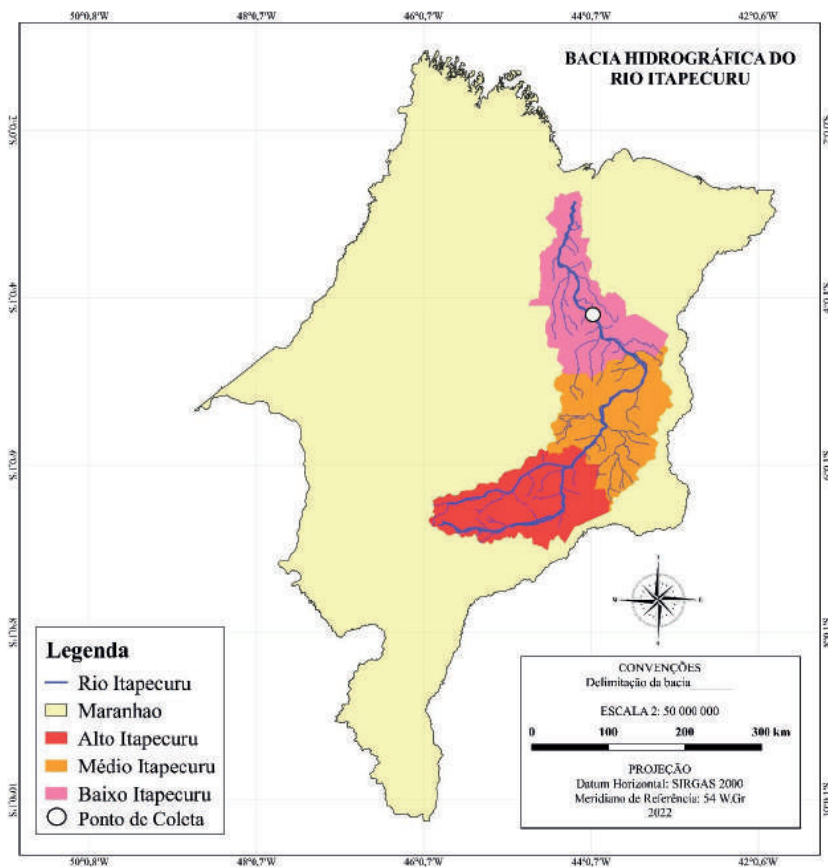 50°0,8'W 48°0,7'W 46°0,7'W 44°0,7'W 42°0,6'W
BACIA HIDROGRÁFICA DO
RIO ITAPECURU
Legenda
Rio Itapecuru
Maranhao
Alto Itapecuru
Médio Itapecuru
Baixo Itapecuru
Ponto de Coleta
CONVENÇÕES
Delimitação da bacia
ESCALA 2: 50 000 000
0 100 200 300 km
PROJEÇÃO
Datum Horizontal: SIRGAS 2000
Meridiano de Referência: 54 W.Gr
2022
50°0,8'W 48°0,7'W 46°0,7'W 44°0,7'W 42°0,6'W